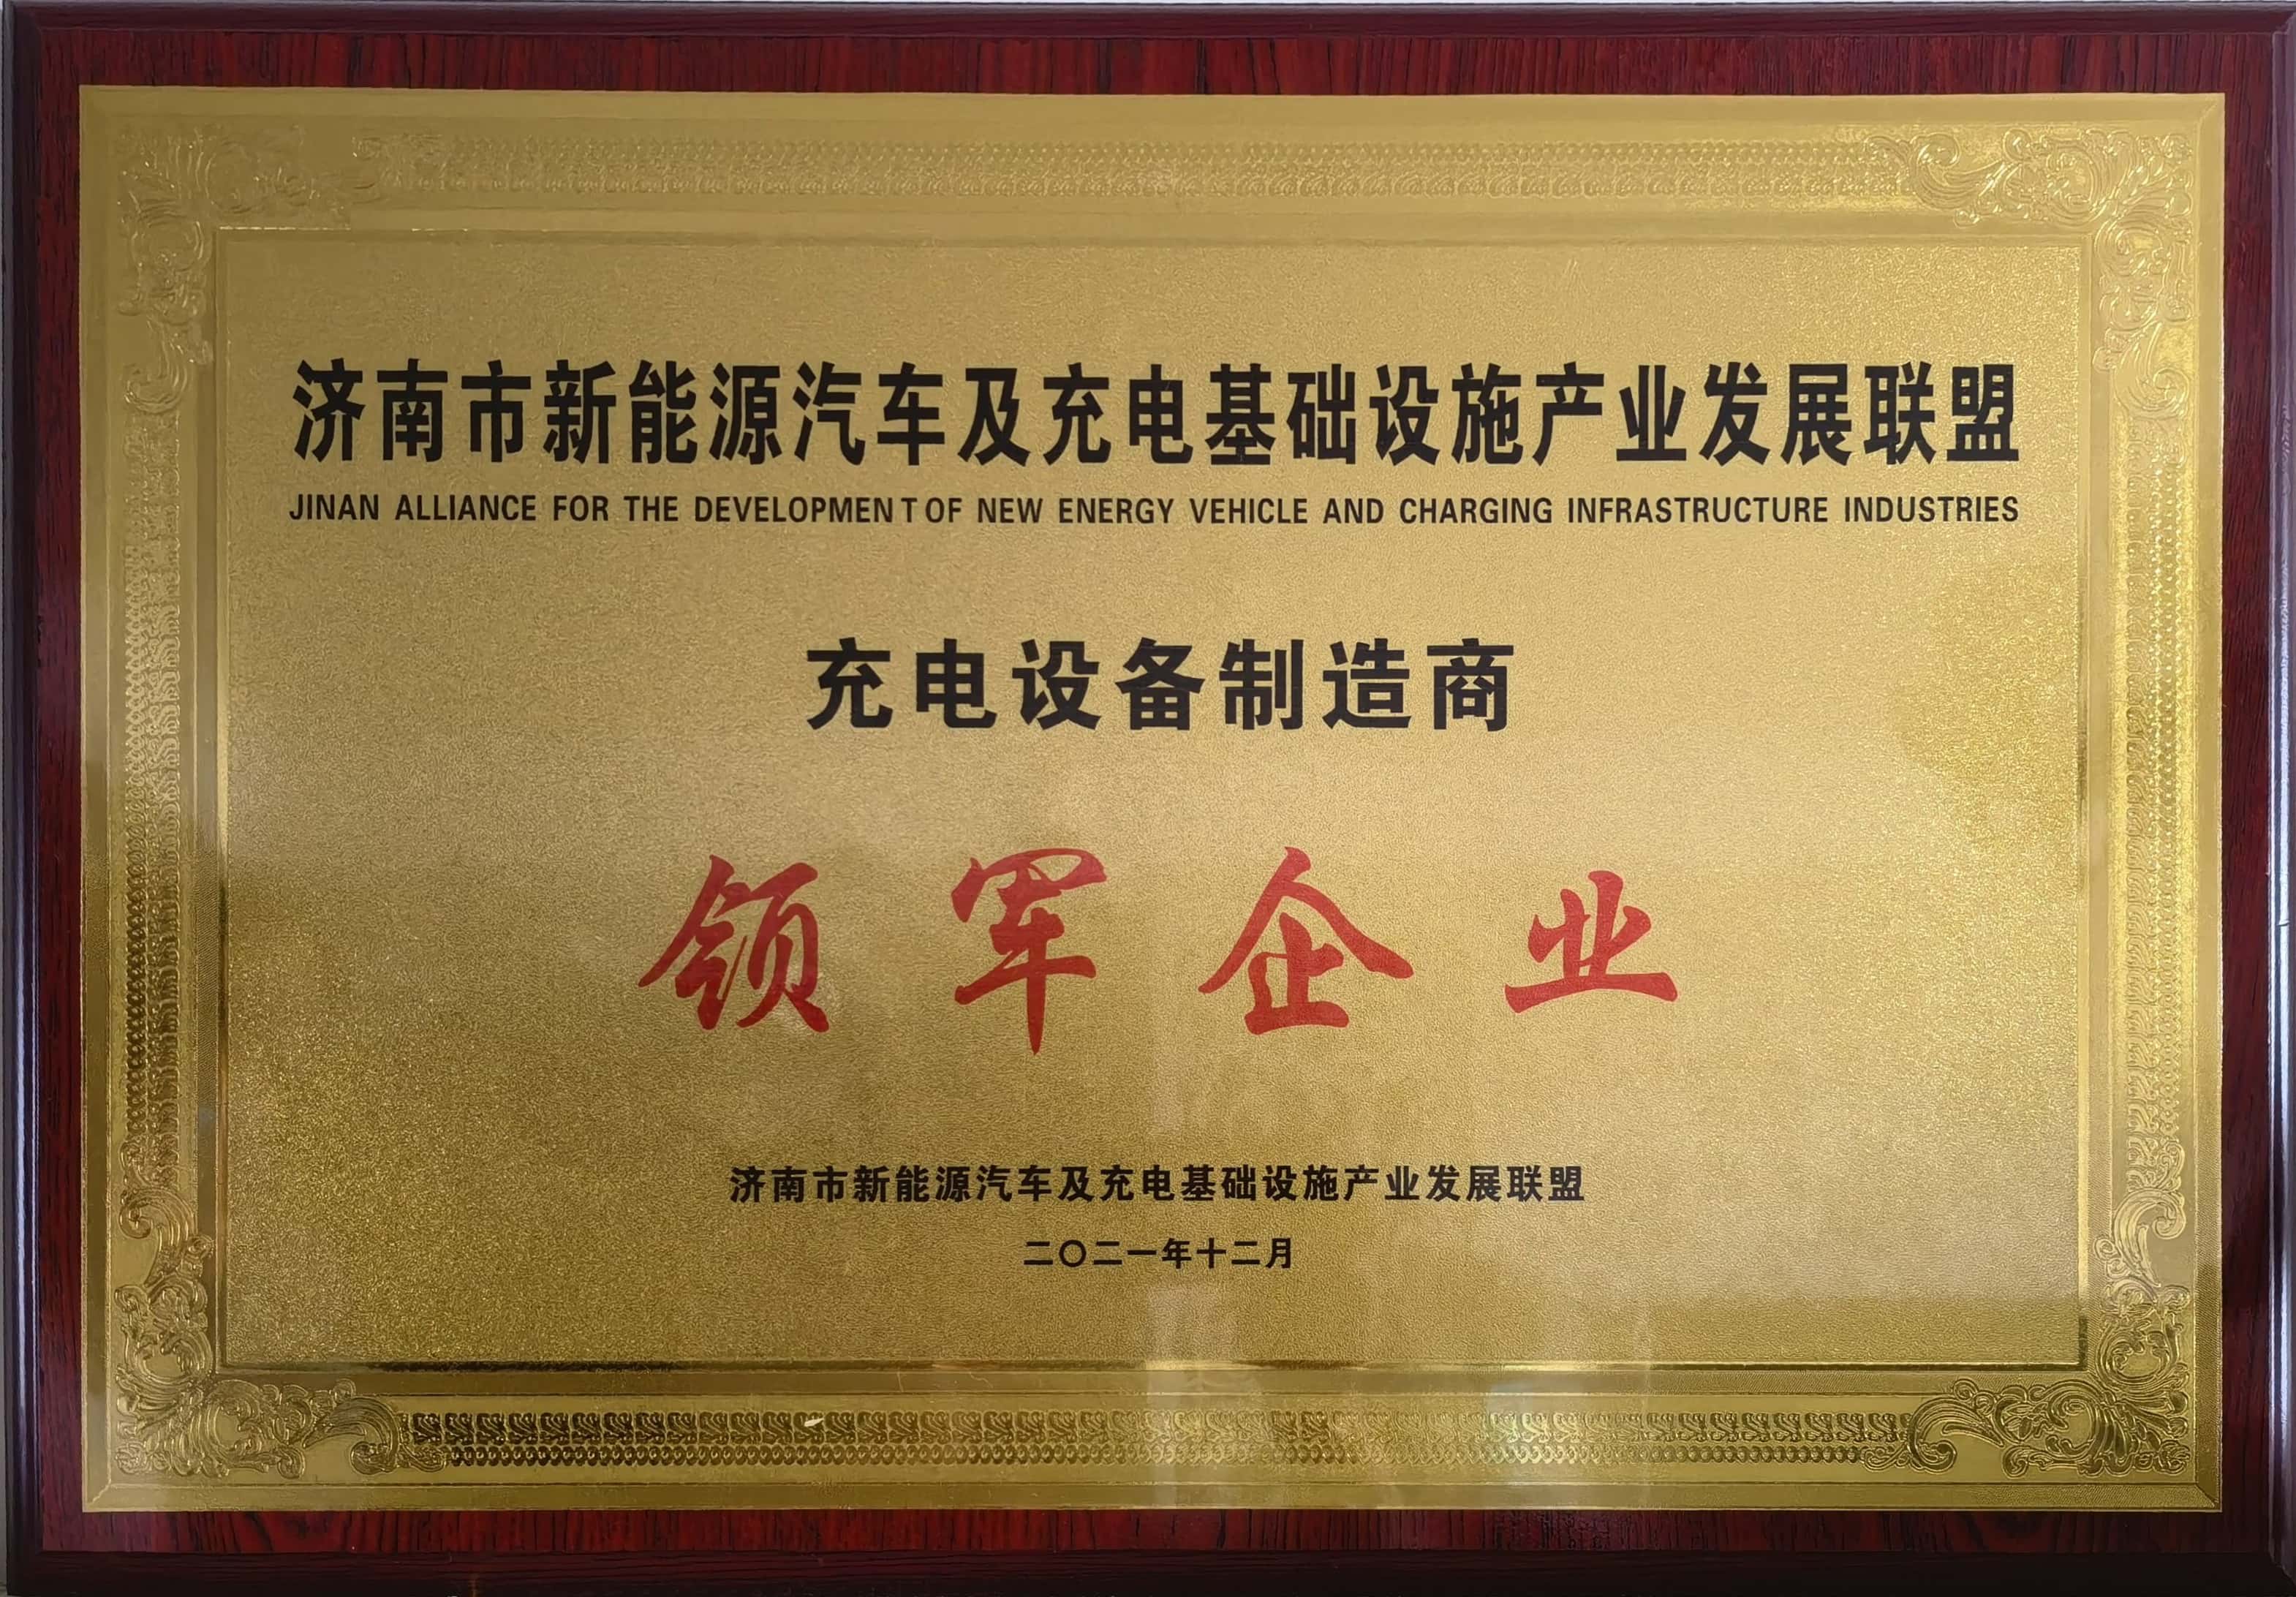 济南市新能源汽车及充电基础设施产业发展联盟
JINAN ALLIANCE FOR THE DEVELOPMENT OF NEW ENERGY VEHICLE AND CHARGING INFRASTRUCTURE INDUSTRIES
充电设备制造商
领军企业
济南市新能源汽车及充电基础设施产业发展联盟
二〇二一年十二月